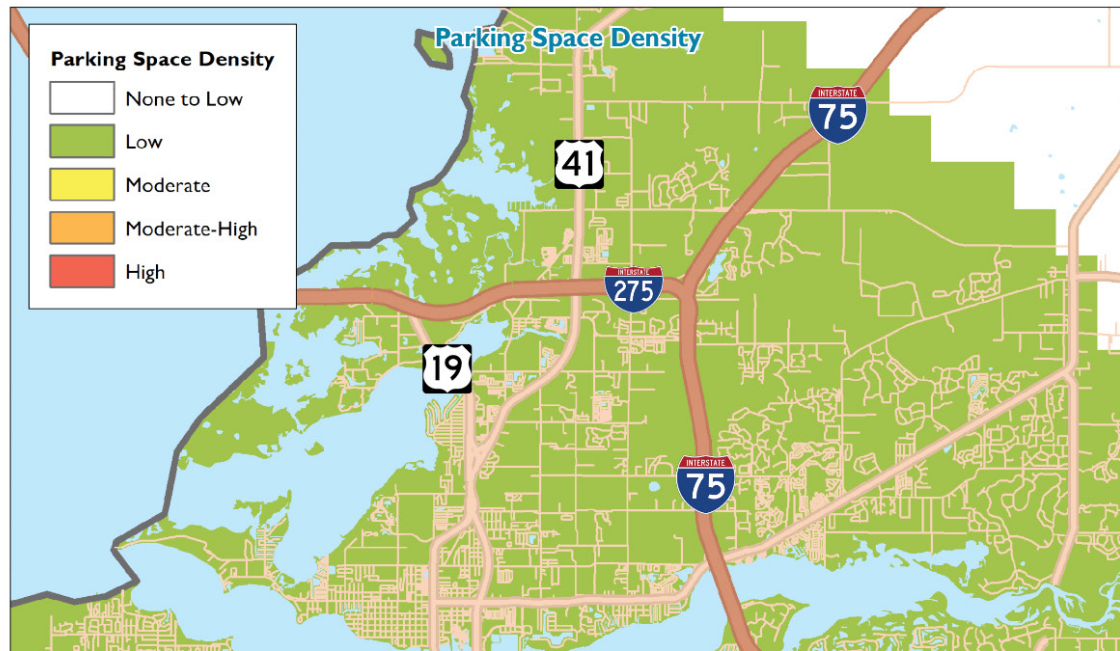 Parking Space Density
Parking Space Density
None to Low
Low
Moderate
Moderate-High
High
INTERSTATE
75
41
INTERSTATE
275
19
INTERSTATE
75